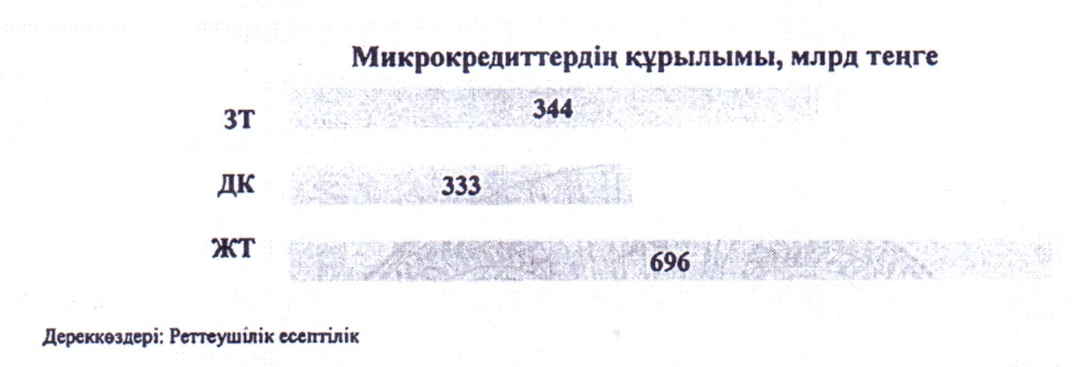 Микрокредиттердің құрылымы, млрд теңге
ЗТ 344
ДК 333
ЖТ 696
Дереккөздері: Реттеушілік есептілік